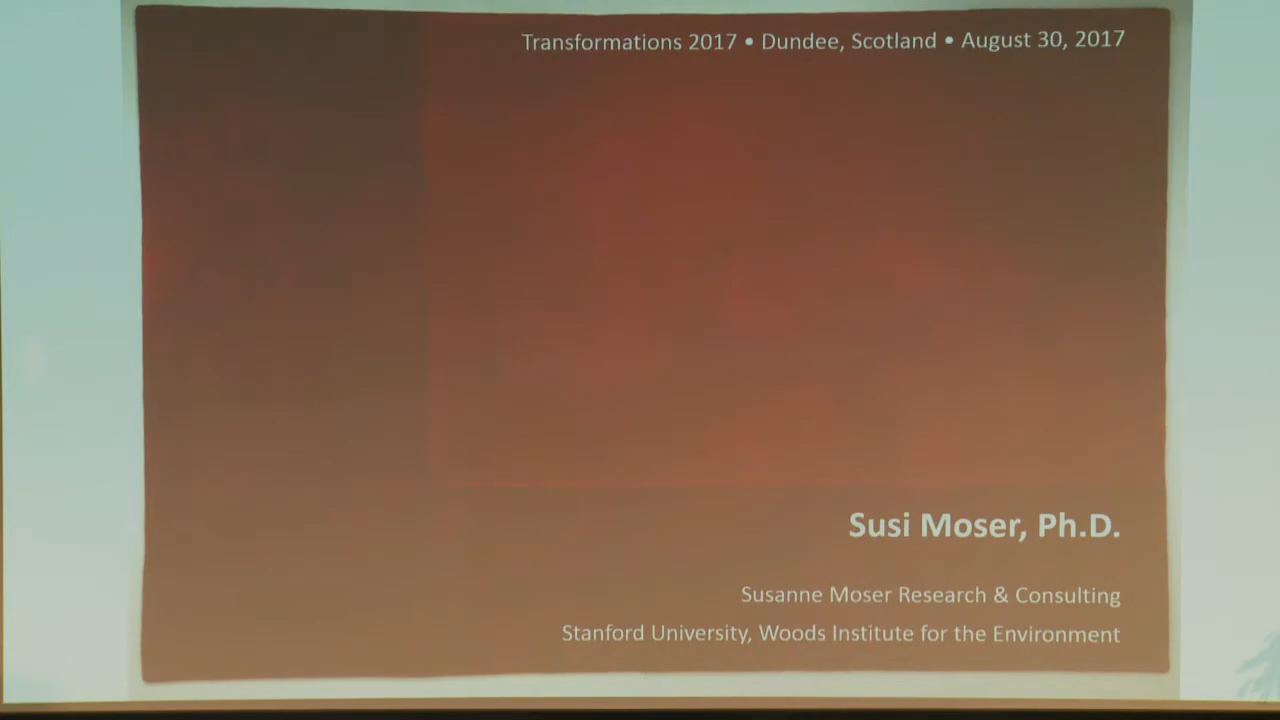 Transformations 2017 • Dundee, Scotland • August 30, 2017
Susi Moser, Ph.D.
Susanne Moser Research & Consulting
Stanford University, Woods Institute for the Environment